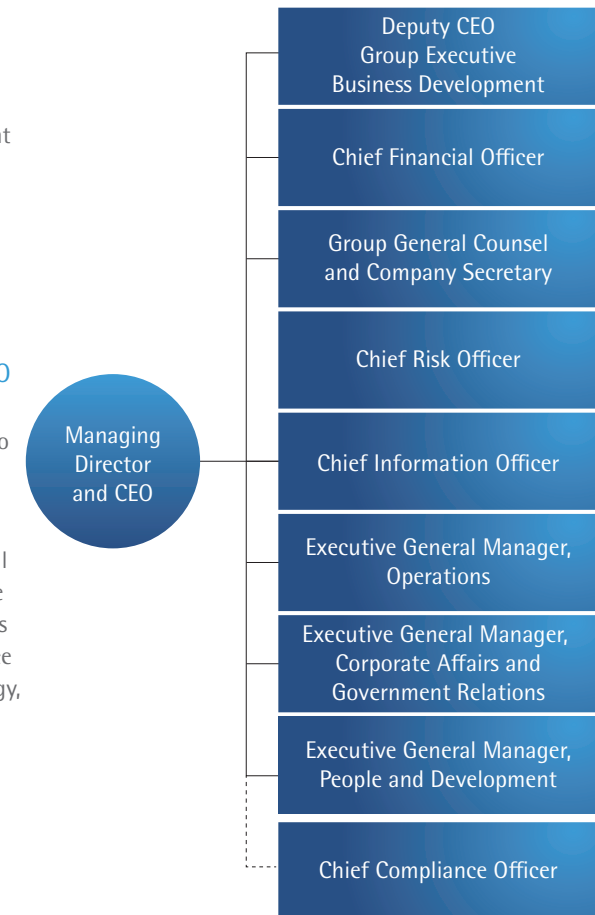 Deputy CEO
Group Executive
Business Development
Chief Financial Officer
Group General Counsel
and Company Secretary
Chief Risk Officer
Managing
Director
and CEO
Chief Information Officer
Executive General Manager,
Operations
Executive General Manager,
Corporate Affairs and
Government Relations
Executive General Manager,
People and Development
Chief Compliance Officer